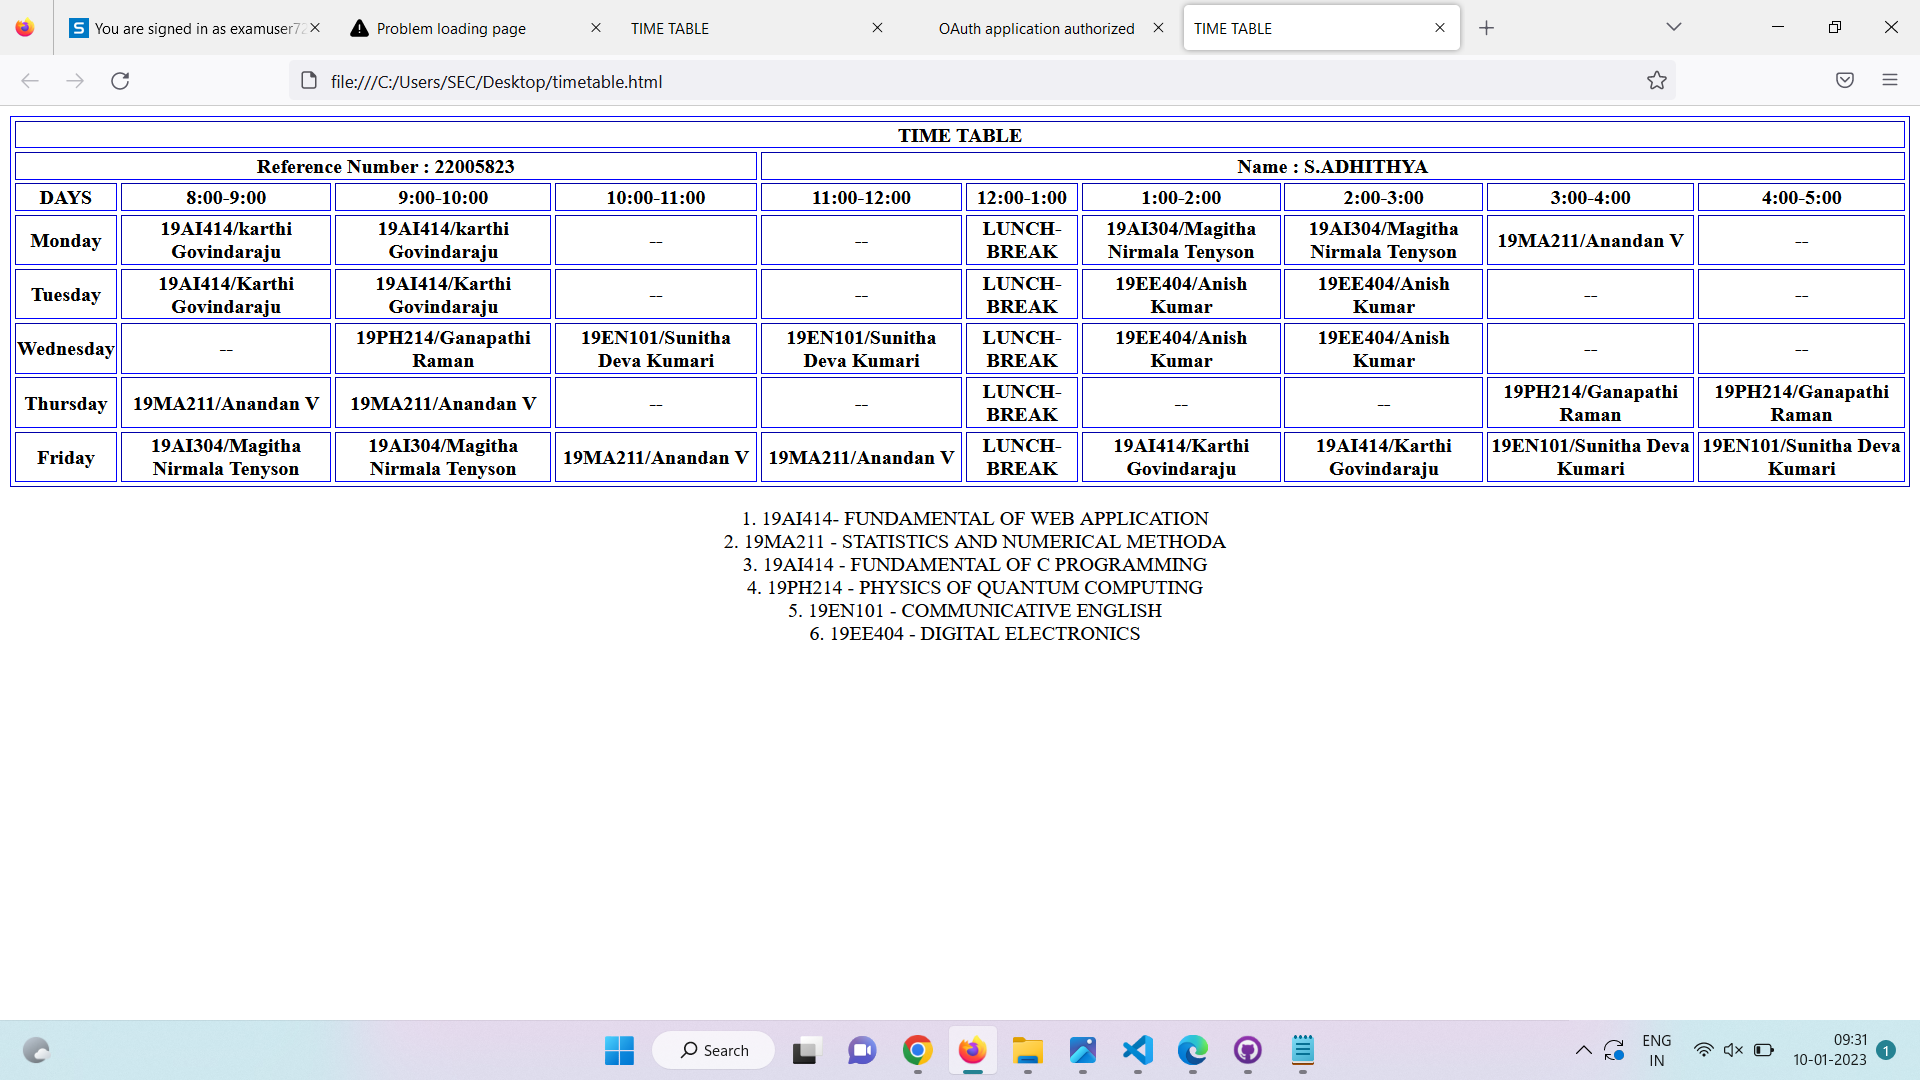 You are signed in as examuser72
Problem loading page
TIME TABLE
OAuth application authorized
TIME TABLE
file:///C:/Users/SEC/Desktop/timetable.html
TIME TABLE
Reference Number : 22005823 Name : S.ADHITHYA
DAYS 8:00-9:00 9:00-10:00 10:00-11:00 11:00-12:00 12:00-1:00 1:00-2:00 2:00-3:00 3:00-4:00 4:00-5:00
Monday 19AI414/karthi Govindaraju 19AI414/karthi Govindaraju -- -- LUNCH-BREAK 19AI304/Magitha Nirmala Tenyson 19AI304/Magitha Nirmala Tenyson 19MA211/Anandan V --
Tuesday 19AI414/Karthi Govindaraju 19AI414/Karthi Govindaraju -- -- LUNCH-BREAK 19EE404/Anish Kumar 19EE404/Anish Kumar -- --
Wednesday -- 19PH214/Ganapathi Raman 19EN101/Sunitha Deva Kumari 19EN101/Sunitha Deva Kumari LUNCH-BREAK 19EE404/Anish Kumar 19EE404/Anish Kumar -- --
Thursday 19MA211/Anandan V 19MA211/Anandan V -- -- LUNCH-BREAK -- -- 19PH214/Ganapathi Raman 19PH214/Ganapathi Raman
Friday 19AI304/Magitha Nirmala Tenyson 19AI304/Magitha Nirmala Tenyson 19MA211/Anandan V 19MA211/Anandan V LUNCH-BREAK 19AI414/Karthi Govindaraju 19AI414/Karthi Govindaraju 19EN101/Sunitha Deva Kumari 19EN101/Sunitha Deva Kumari
1. 19AI414- FUNDAMENTAL OF WEB APPLICATION
2. 19MA211 - STATISTICS AND NUMERICAL METHODA
3. 19AI414 - FUNDAMENTAL OF C PROGRAMMING
4. 19PH214 - PHYSICS OF QUANTUM COMPUTING
5. 19EN101 - COMMUNICATIVE ENGLISH
6. 19EE404 - DIGITAL ELECTRONICS
Search
ENG
IN
09:31
10-01-2023
1